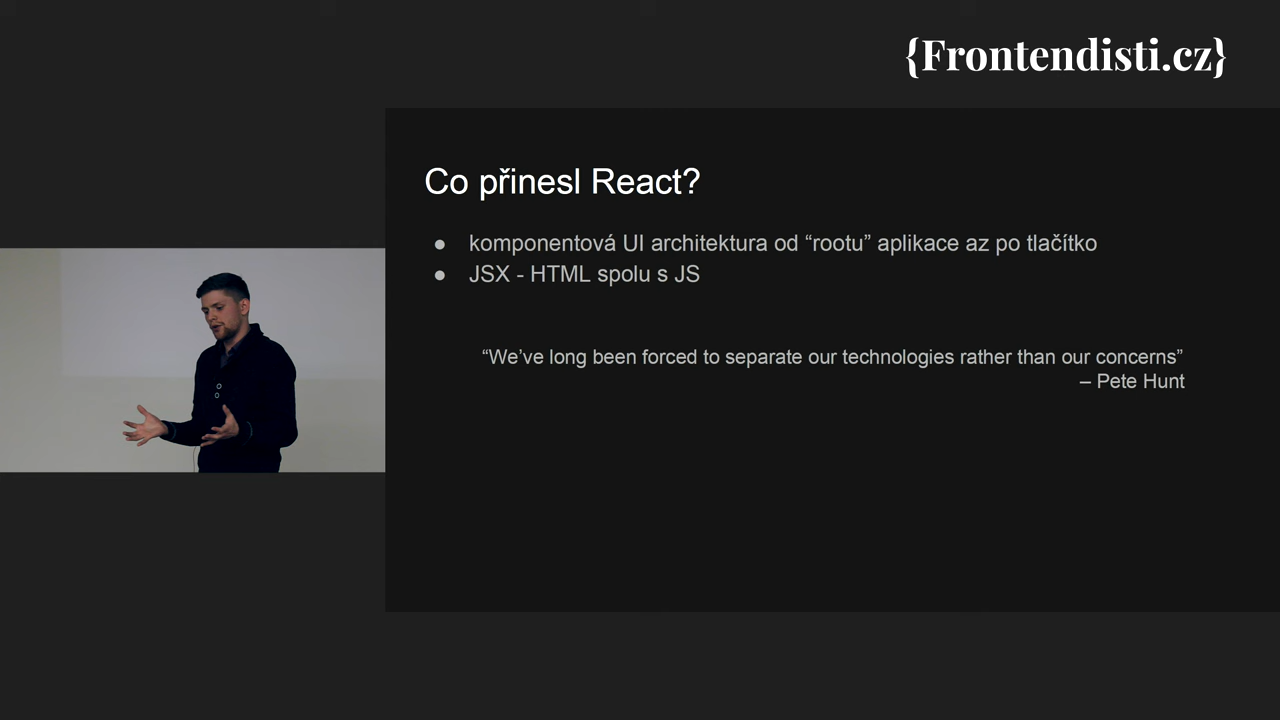 {Frontendisti.cz}
Co přinesl React?
● komponentová UI architektura od “rootu” aplikace az po tlačítko
● JSX - HTML spolu s JS
“We’ve long been forced to separate our technologies rather than our concerns”
– Pete Hunt